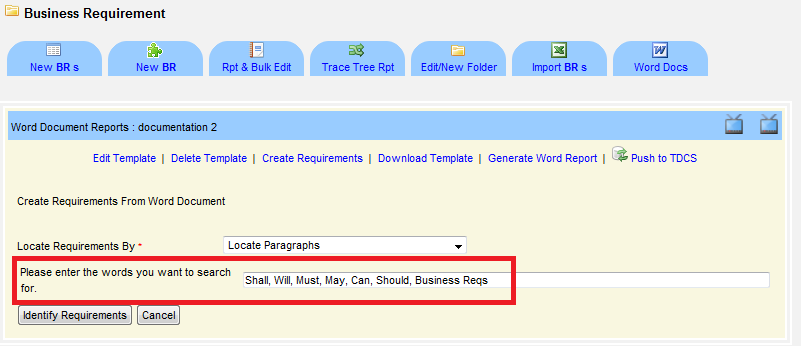 Business Requirement
New BR s New BR Rpt & Bulk Edit Trace Tree Rpt Edit/New Folder Import BR s Word Docs
Word Document Reports : documentation 2
Edit Template | Delete Template | Create Requirements | Download Template | Generate Word Report | Push to TDCS
Create Requirements From Word Document
Locate Requirements By * Locate Paragraphs
Please enter the words you want to search
for.
Shall, Will, Must, May, Can, Should, Business Reqs
Identify Requirements Cancel